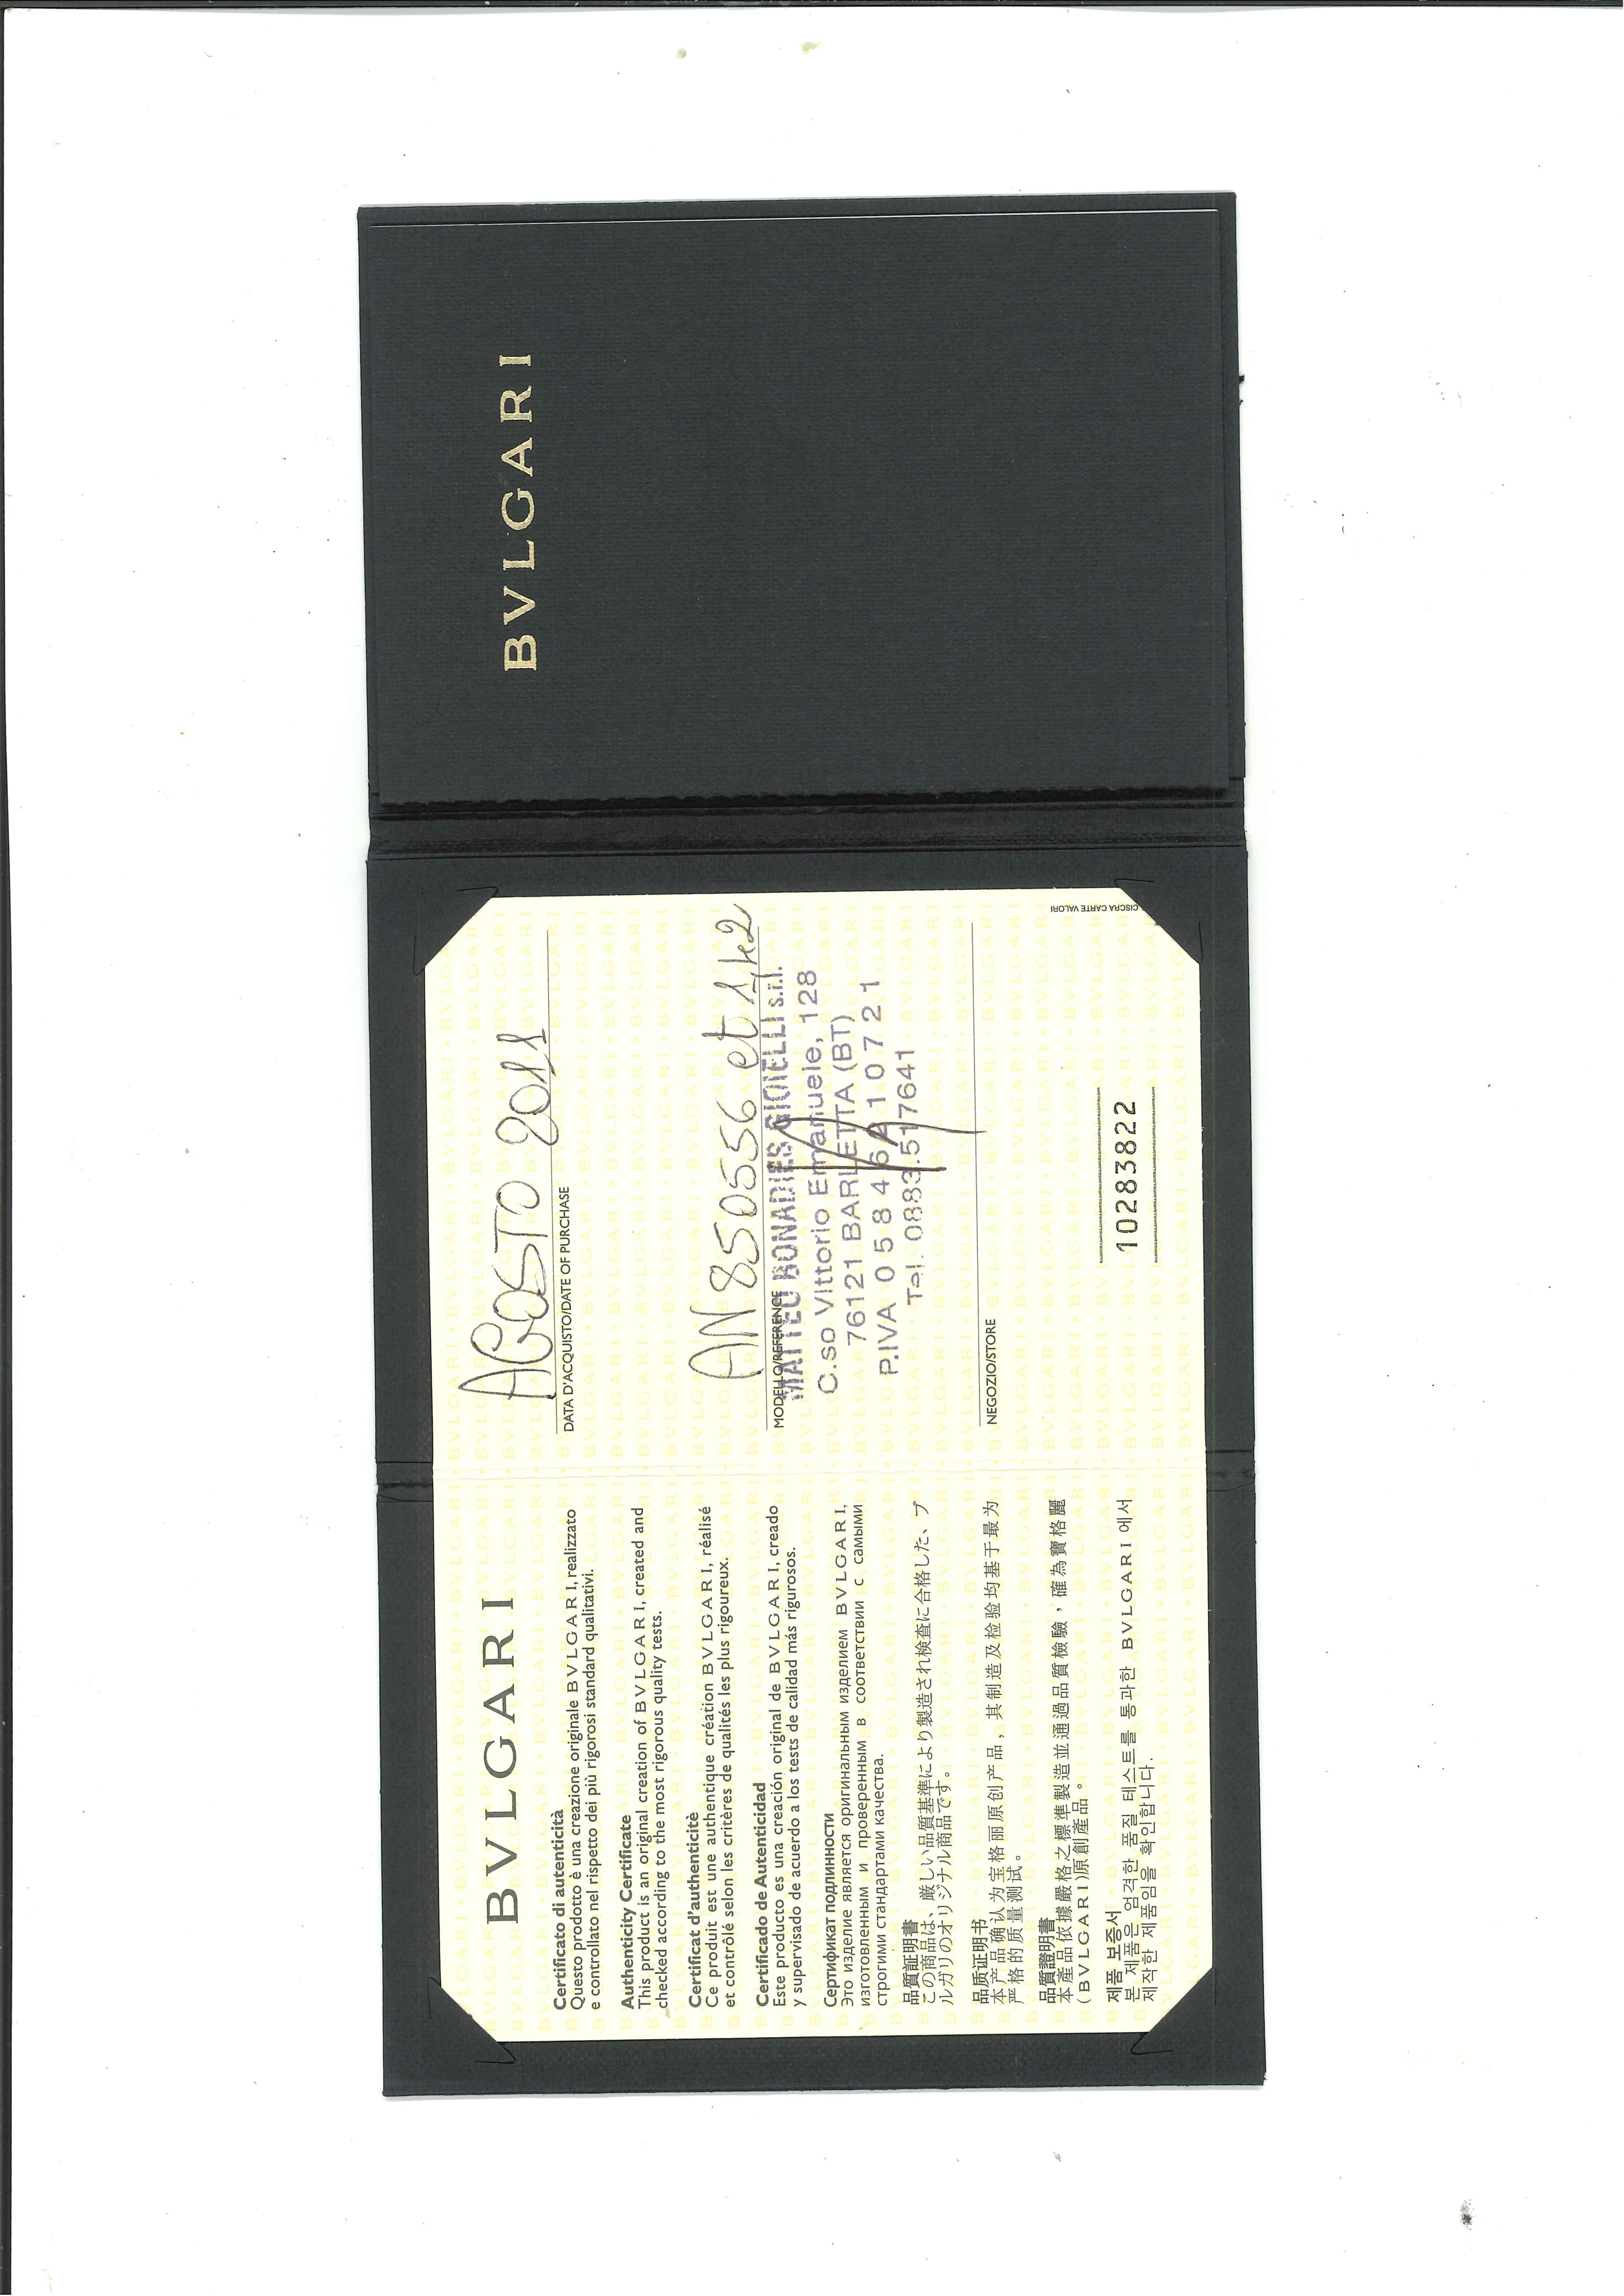 BVLGARI
Certificato di autenticità
Questo prodotto è una creazione originale BVLGARI, realizzato
e controllato nel rispetto dei più rigorosi standard qualitativi.
Authenticity Certificate
This product is an original creation of BVLGARI, created and
checked according to the most rigorous quality tests.
Certificat d'authenticitè
Ce produit est une authentique création BVLGARI, réalisé
et contrôlé selon les critères de qualités les plus rigoureux.
Certificado de Autenticidad
Este producto es una creación original de BVLGARI, creado
y supervisado de acuerdo a los tests de calidad más rigurosos.
Сертификат подлинности
Это изделие является оригинальным изделием BVLGARI,
изготовленным и проверенным в соответствии с самыми
строгими стандартами качества.
品質証明書
この商品は、厳しい品質基準により製造され検査に合格した、ブ
ルガリのオリジナル商品です。
品质证明书
本产品确认为宝格丽原创产品，其制造及检验均基于最为
严格的质量测试。
品質證明書
本產品依據嚴格之標準製造並通過品質檢驗，確為寶格麗
(BVLGARI)原創產品。
제품 보증서
본 제품은 엄격한 품질 테스트를 통과한 BVLGARI 에서
제작한 제품임을 확인합니다.
AGOSTO 2011
DATA D'ACQUISTO/DATE OF PURCHASE
AN850556 ct 1,42
MODELLO/REFERENCE
MATTEO BONADIES GIOIELLI s.r.l.
C.so Vittorio Emanuele, 128
76121 BARLETTA (BT)
P.IVA 05846210721
Tel. 0883.517641
NEGOZIO/STORE
10283822
CISCRA CARTE VALORI
BVLGARI